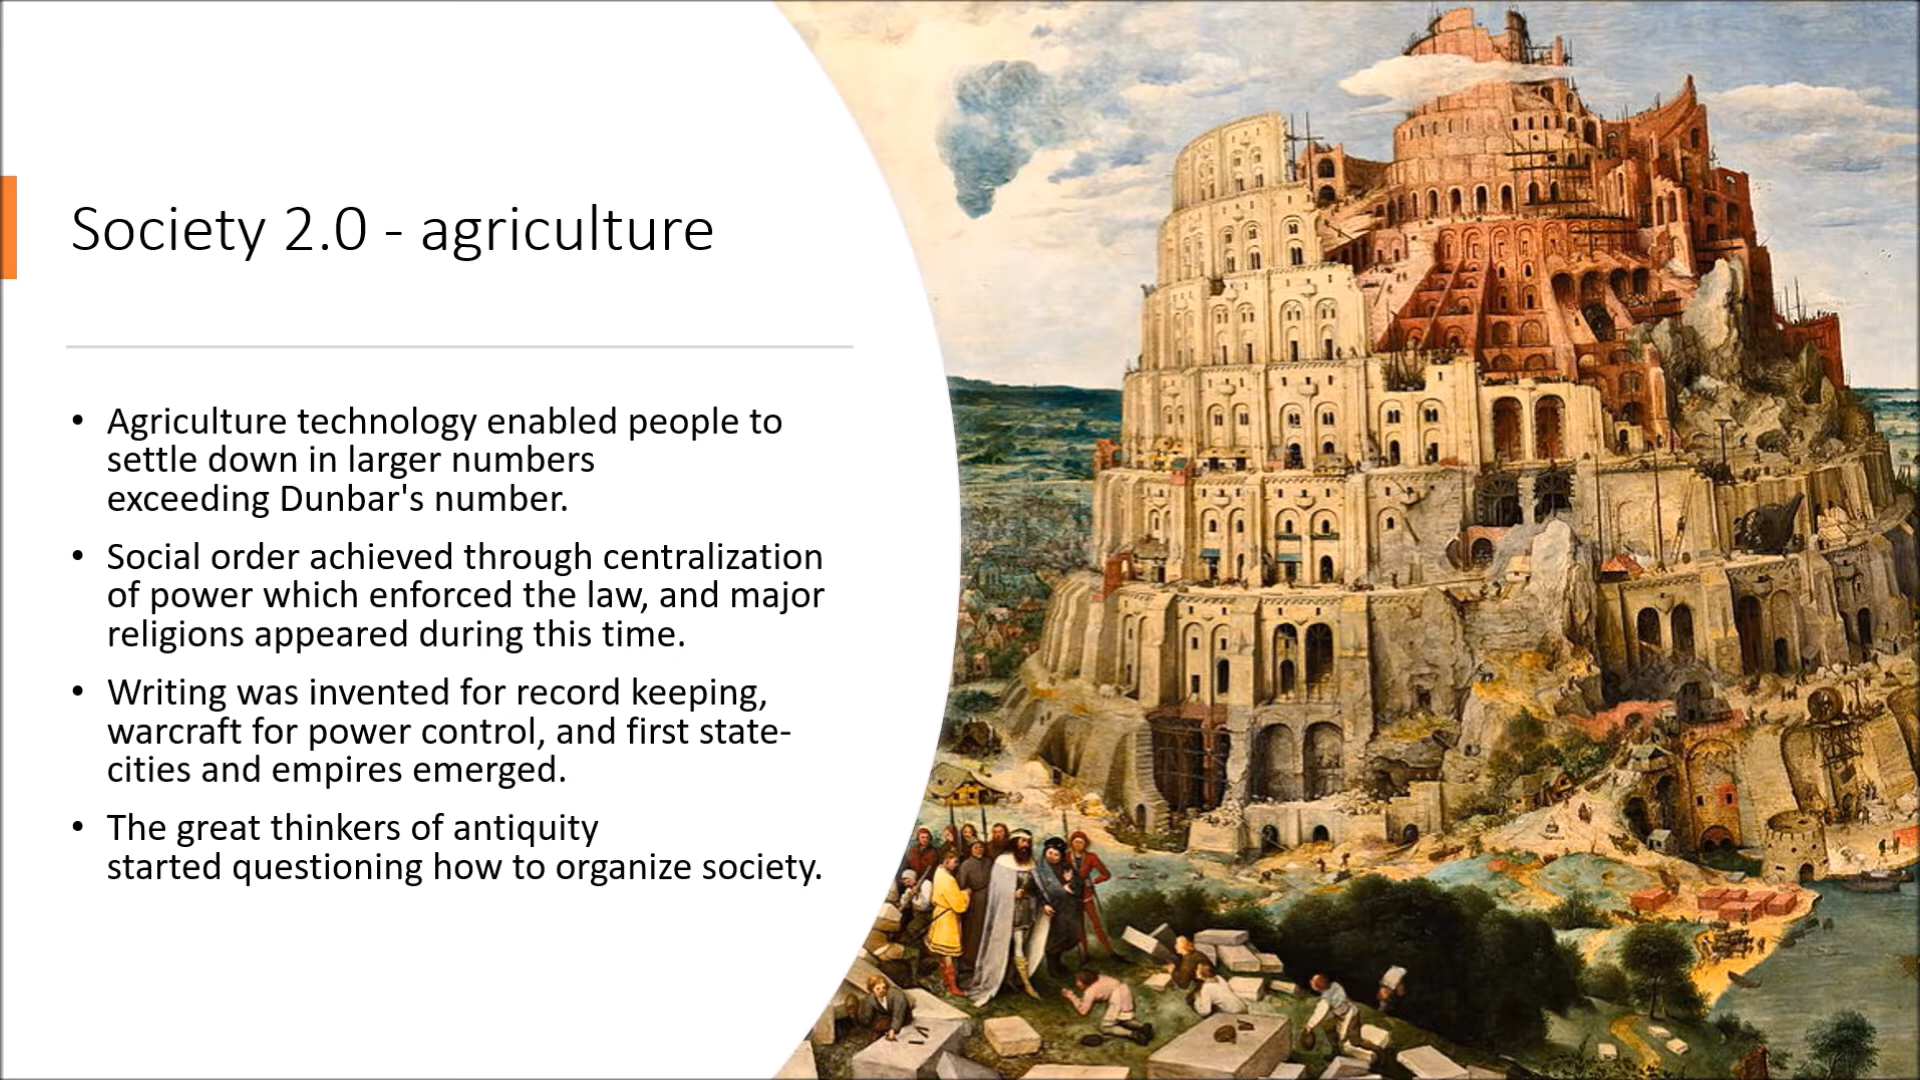 Society 2.0 - agriculture
• Agriculture technology enabled people to
settle down in larger numbers
exceeding Dunbar's number.
• Social order achieved through centralization
of power which enforced the law, and major
religions appeared during this time.
• Writing was invented for record keeping,
warcraft for power control, and first state-
cities and empires emerged.
• The great thinkers of antiquity
started questioning how to organize society.